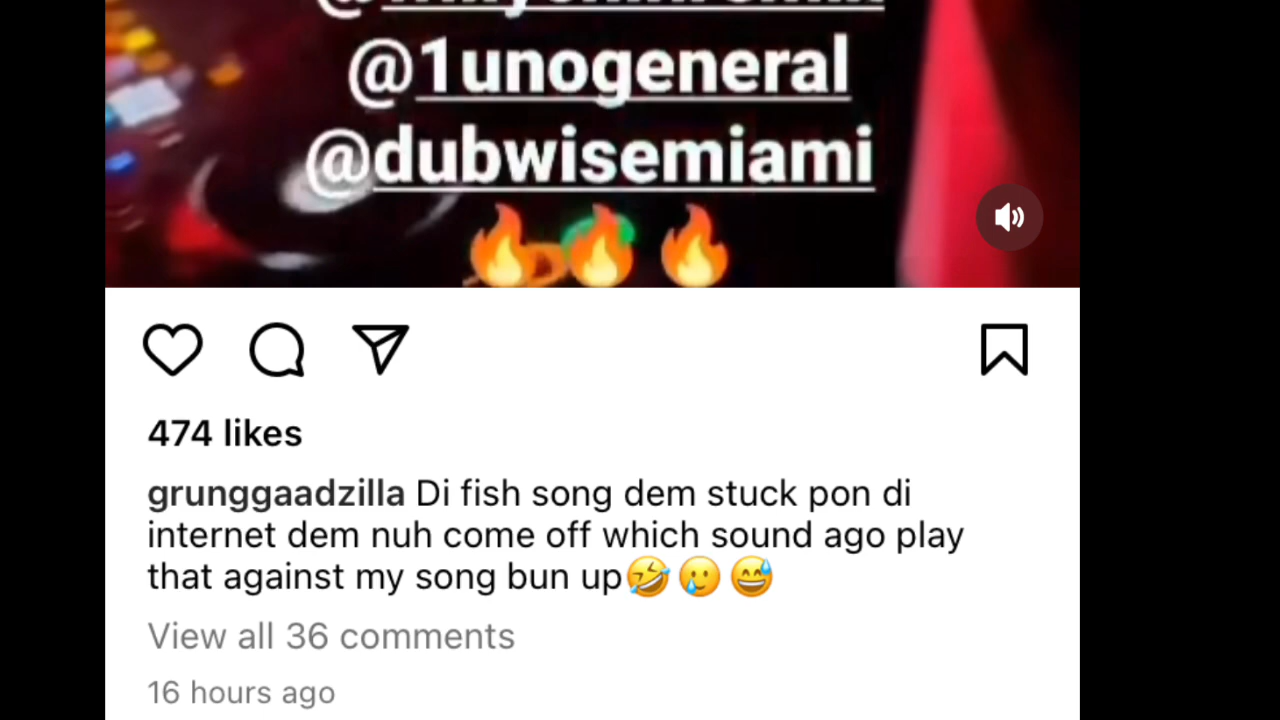 @1unogeneral
@dubwisemiami
🔥🔥🔥
474 likes
grunggaadzilla Di fish song dem stuck pon di
internet dem nuh come off which sound ago play
that against my song bun up🤣🥲😅
View all 36 comments
16 hours ago